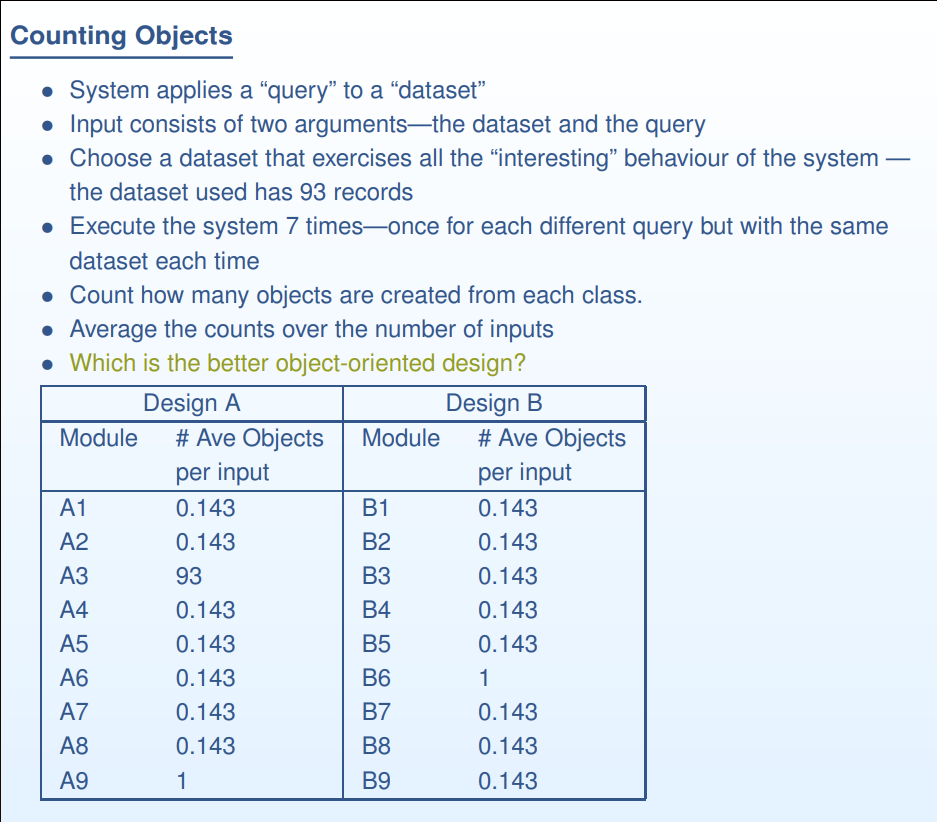 Counting Objects
● System applies a “query” to a “dataset”
● Input consists of two arguments—the dataset and the query
● Choose a dataset that exercises all the “interesting” behaviour of the system —
the dataset used has 93 records
● Execute the system 7 times—once for each different query but with the same
dataset each time
● Count how many objects are created from each class.
● Average the counts over the number of inputs
● Which is the better object-oriented design?
Design A Design B
Module # Ave Objects Module # Ave Objects
per input per input
A1 0.143 B1 0.143
A2 0.143 B2 0.143
A3 93 B3 0.143
A4 0.143 B4 0.143
A5 0.143 B5 0.143
A6 0.143 B6 1
A7 0.143 B7 0.143
A8 0.143 B8 0.143
A9 1 B9 0.143